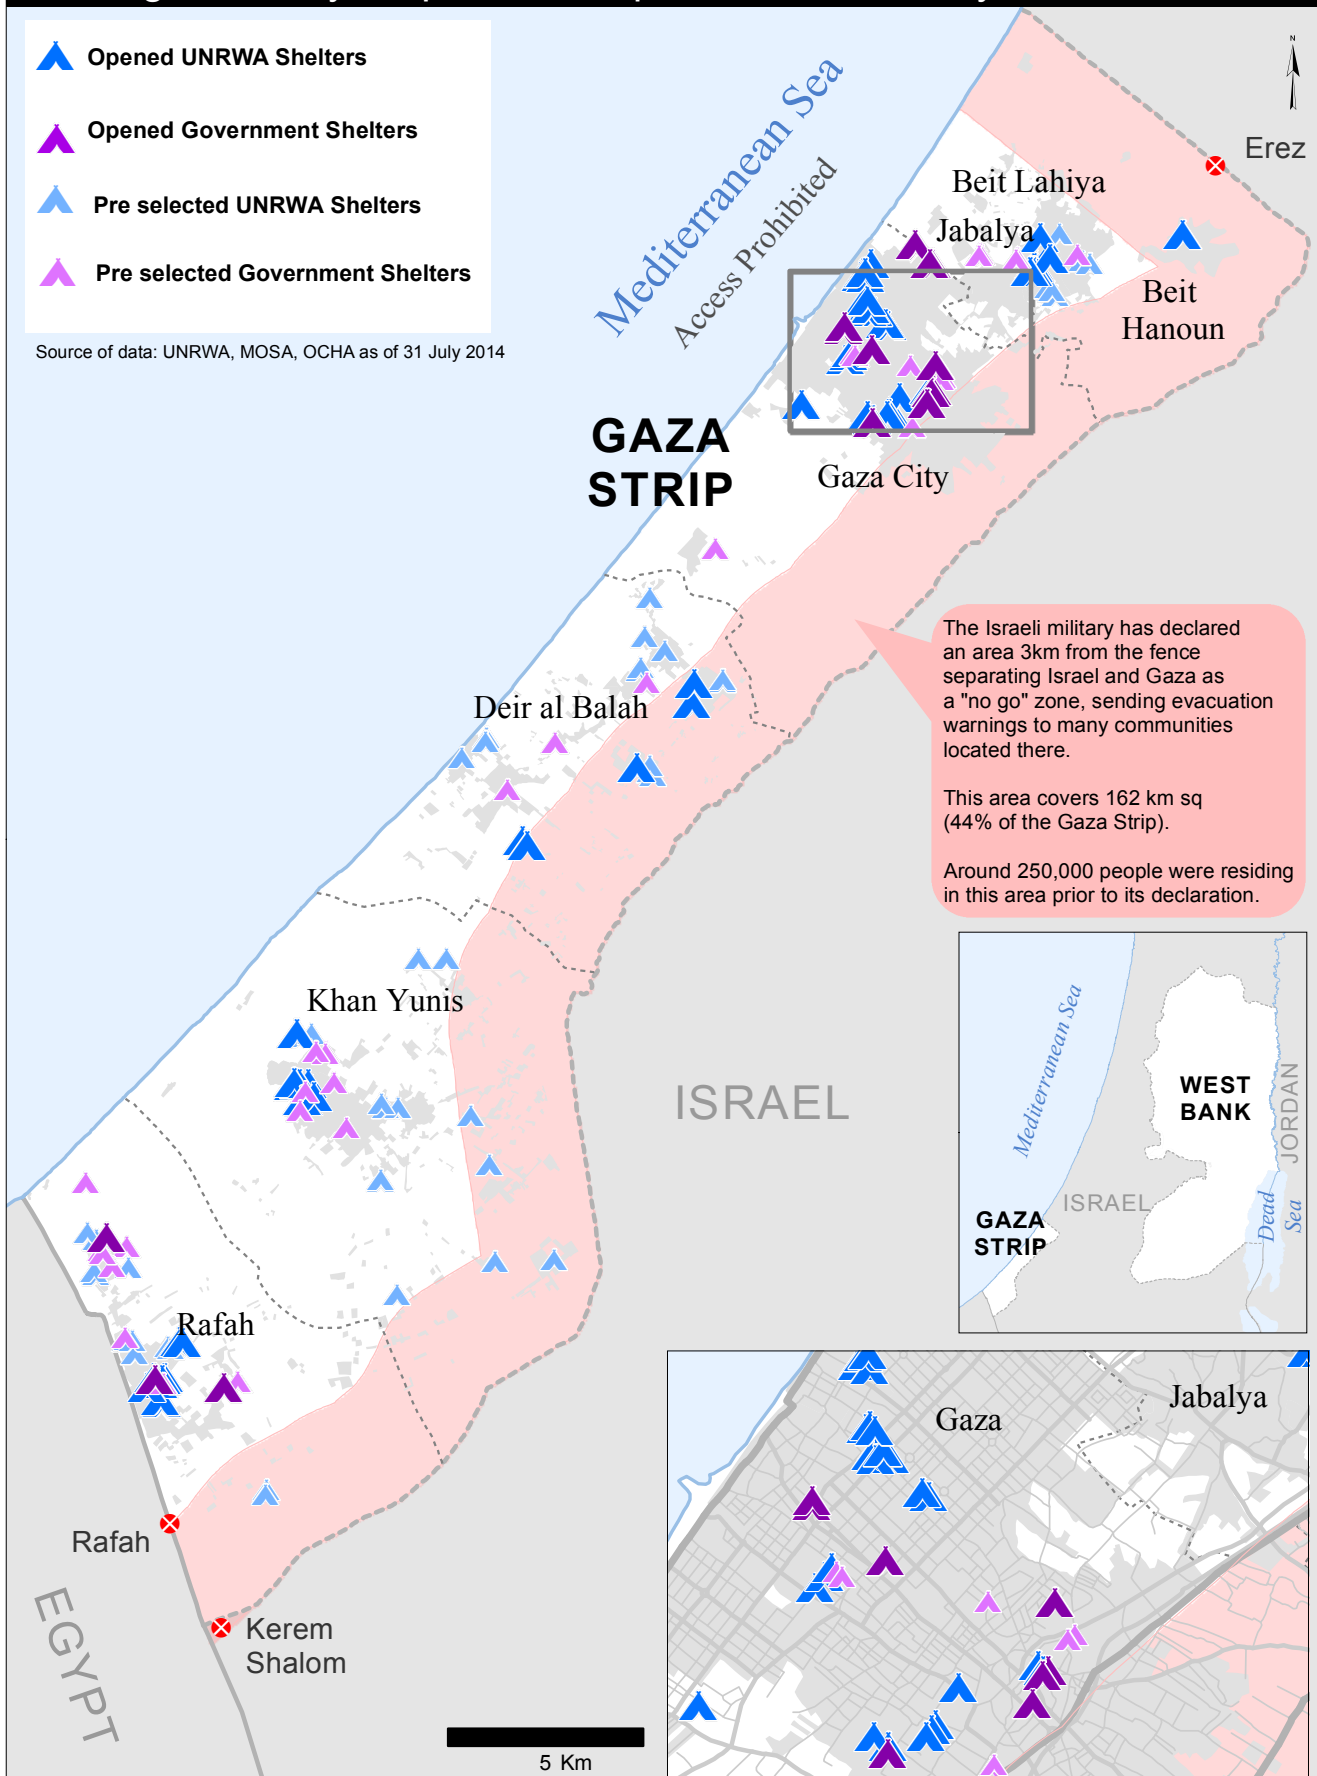 Opened UNRWA Shelters
Opened Government Shelters
Pre selected UNRWA Shelters
Pre selected Government Shelters
Source of data: UNRWA, MOSA, OCHA as of 31 July 2014
N
Mediterranean Sea
Access Prohibited
Erez
Beit Lahiya
Jabalya
Beit
Hanoun
GAZA
STRIP
Gaza City
The Israeli military has declared
an area 3km from the fence
separating Israel and Gaza as
a "no go" zone, sending evacuation
warnings to many communities
located there.
This area covers 162 km sq
(44% of the Gaza Strip).
Around 250,000 people were residing
in this area prior to its declaration.
Deir al Balah
Khan Yunis
ISRAEL
Rafah
Rafah
EGYPT
Kerem
Shalom
5 Km
Mediterranean Sea
WEST
BANK
JORDAN
ISRAEL
GAZA
STRIP
Dead
Sea
Gaza
Jabalya